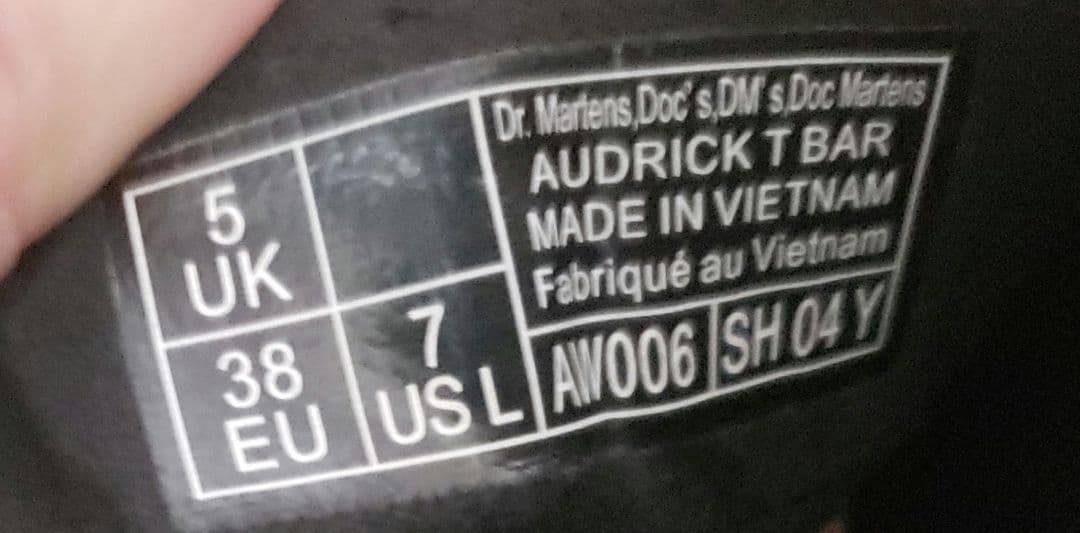 5
UK
38
EU
7
US L
Dr. Martens,Doc's,DM's,Doc Martens
AUDRICK T BAR
MADE IN VIETNAM
Fabriqué au Vietnam
AW006 SH 04 Y